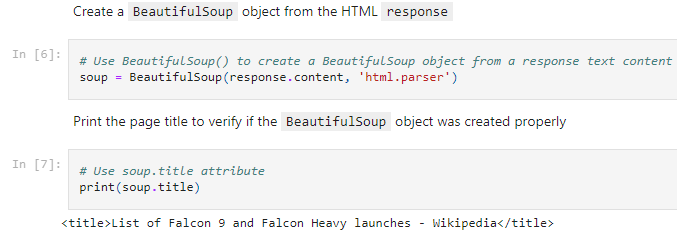 Create a BeautifulSoup object from the HTML response
In [6]:
# Use BeautifulSoup() to create a BeautifulSoup object from a response text content
soup = BeautifulSoup(response.content, 'html.parser')
Print the page title to verify if the BeautifulSoup object was created properly
In [7]:
# Use soup.title attribute
print(soup.title)
<title>List of Falcon 9 and Falcon Heavy launches - Wikipedia</title>